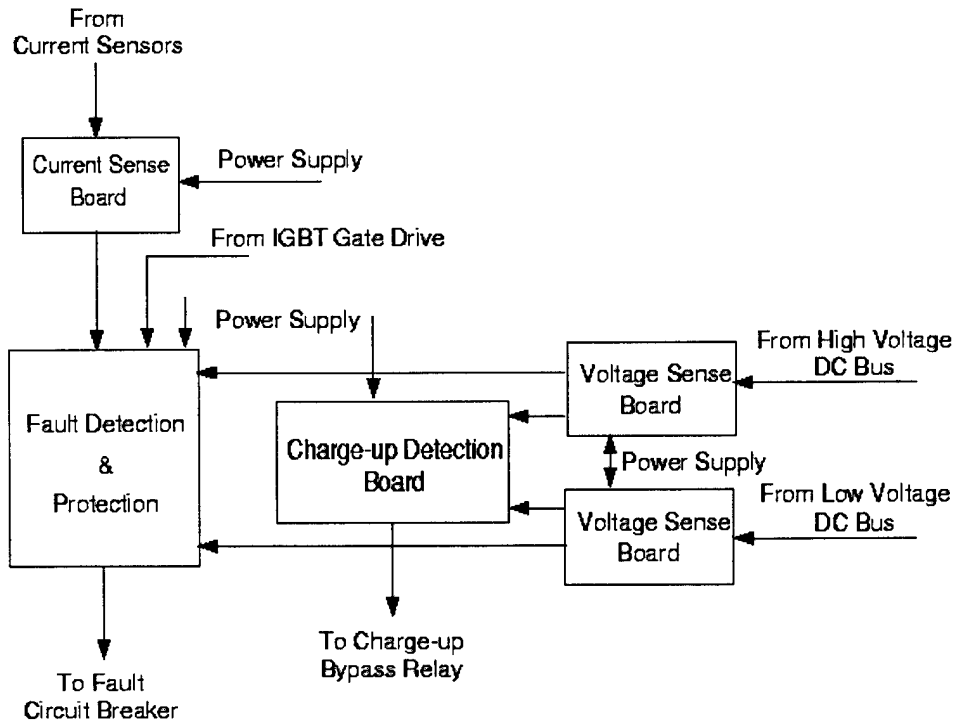 From
Current Sensors
Current Sense
Board
Power Supply
From IGBT Gate Drive
Power Supply
From High Voltage
DC Bus
Voltage Sense
Board
Fault Detection
&
Protection
Charge-up Detection
Board
Power Supply
From Low Voltage
DC Bus
Voltage Sense
Board
To Charge-up
Bypass Relay
To Fault
Circuit Breaker